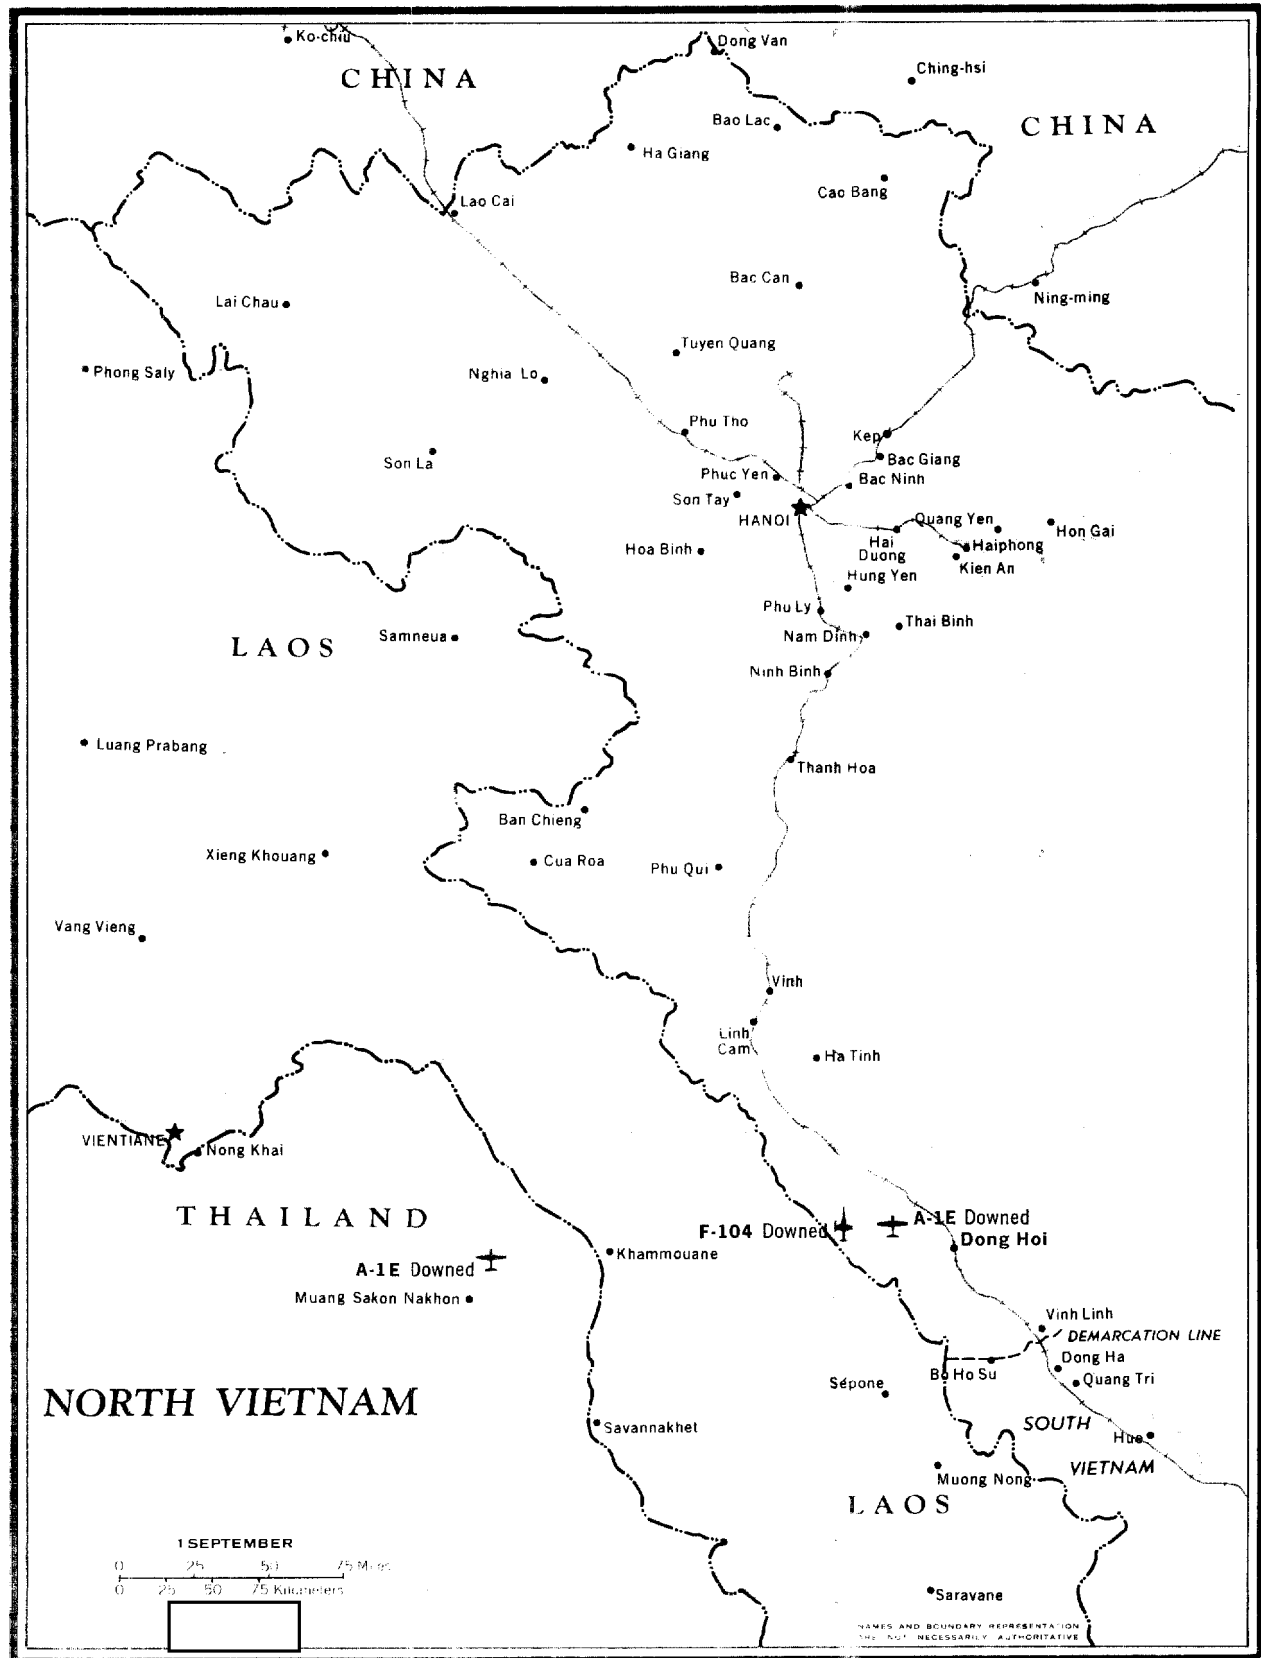 Ko-chiu
Dong Van
CHINA
Ching-hsi
Bao Lac
CHINA
Ha Giang
Cao Bang
Lao Cai
Bac Can
Ning-ming
Lai Chau
Tuyen Quang
Phong Saly
Nghia Lo
Phu Tho
Kep
Son La
Bac Giang
Phuc Yen
Bac Ninh
Son Tay
HANOI
Quang Yen
Hon Gai
Hai
Duong
Haiphong
Hoa Binh
Kien An
Hung Yen
Phu Ly
Thai Binh
Nam Dinh
Samneua
LAOS
Ninh Binh
Luang Prabang
Thanh Hoa
Ban Chieng
Xieng Khouang
Cua Roa
Phu Qui
Vang Vieng
Vinh
Linh
Cam
Ha Tinh
VIENTIANE
Nong Khai
THAILAND
F-104 Downed
A-1E Downed
Dong Hoi
Khammouane
A-1E Downed
Muang Sakon Nakhon
Vinh Linh
DEMARCATION LINE
Dong Ha
Bo Ho Su
Quang Tri
Sépone
NORTH VIETNAM
Savannakhet
SOUTH
VIETNAM
Hue
Muong Nong
LAOS
1 SEPTEMBER
0 25 50 75 Miles
0 25 50 75 Kilometers
Saravane
NAMES AND BOUNDARY REPRESENTATION
ARE NOT NECESSARILY AUTHORITATIVE